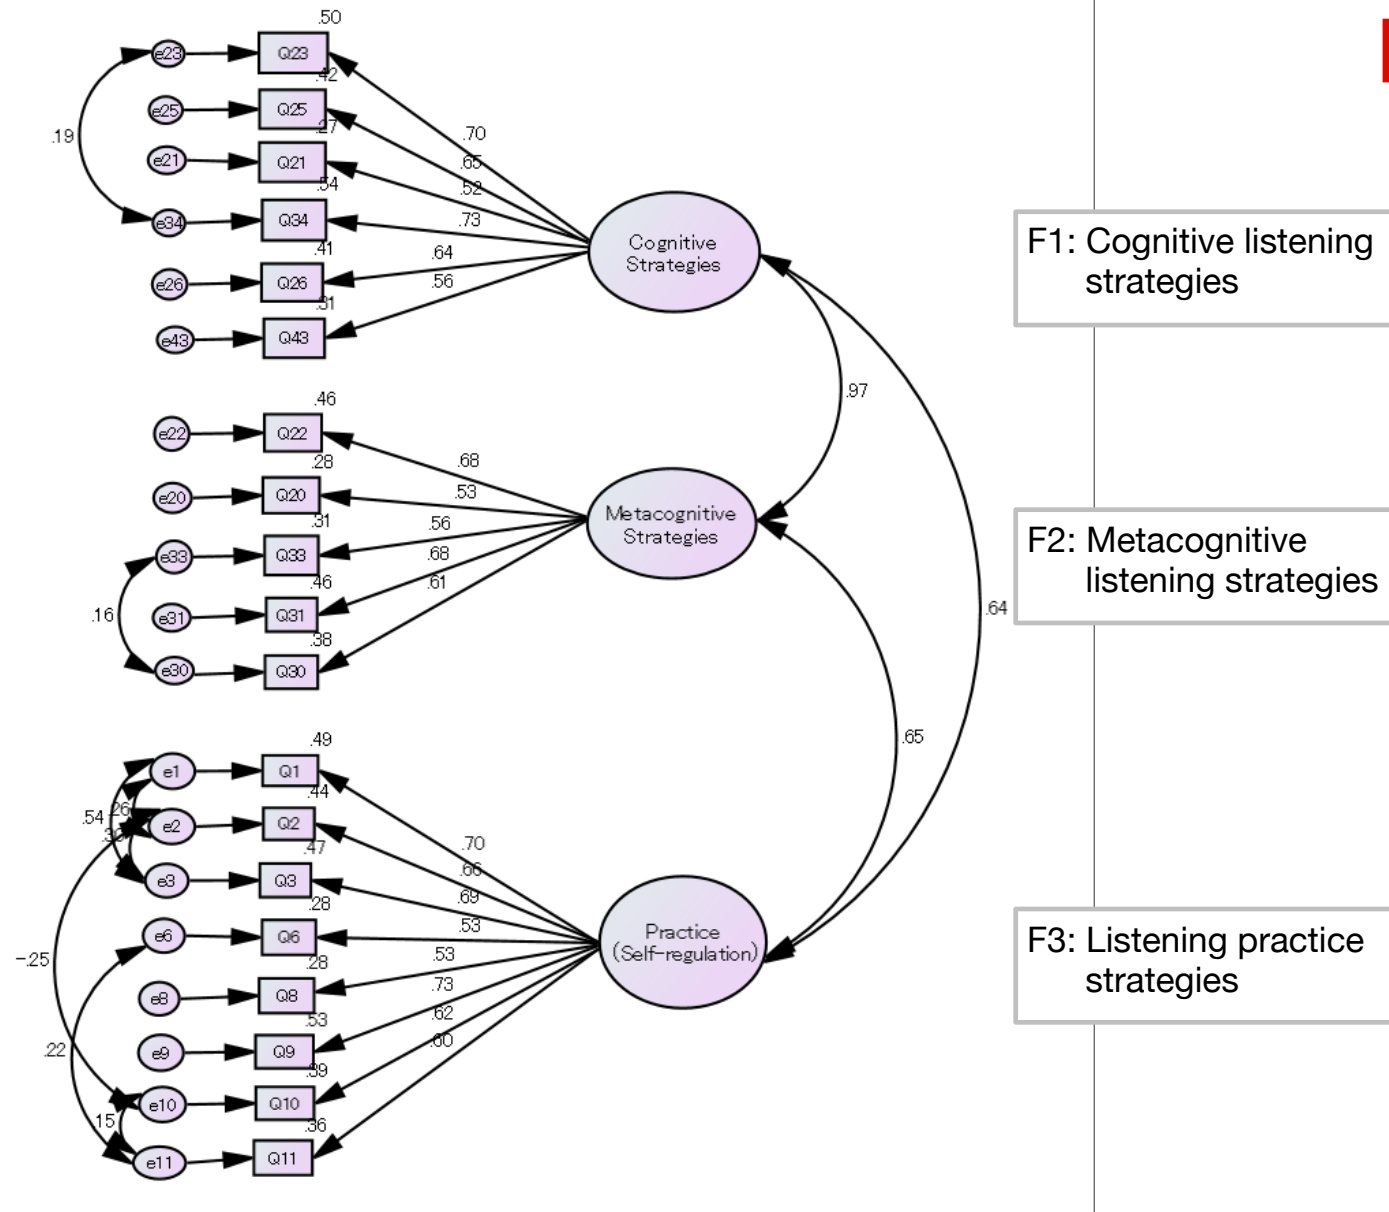 .50
e23
Q23
.42
e25
Q25
.27
.19
e21
Q21
.54
e34
Q34
.41
e26
Q26
.31
e43
Q43
.70
.65
.52
.73
.64
.56
Cognitive
Strategies
F1: Cognitive listening
strategies
.97
.46
e22
Q22
.28
e20
Q20
.31
e33
Q33
.46
.16
e31
Q31
.38
e30
Q30
.68
.53
.56
.68
.61
Metacognitive
Strategies
F2: Metacognitive
listening strategies
.64
.65
.49
e1
Q1
.44
.54
.26
e2
Q2
.47
e3
Q3
.28
e6
Q6
.28
-.25
e8
Q8
.53
.22
e9
Q9
.39
e10
Q10
.36
.15
e11
Q11
.70
.66
.69
.53
.53
.73
.62
.60
Practice
(Self-regulation)
F3: Listening practice
strategies